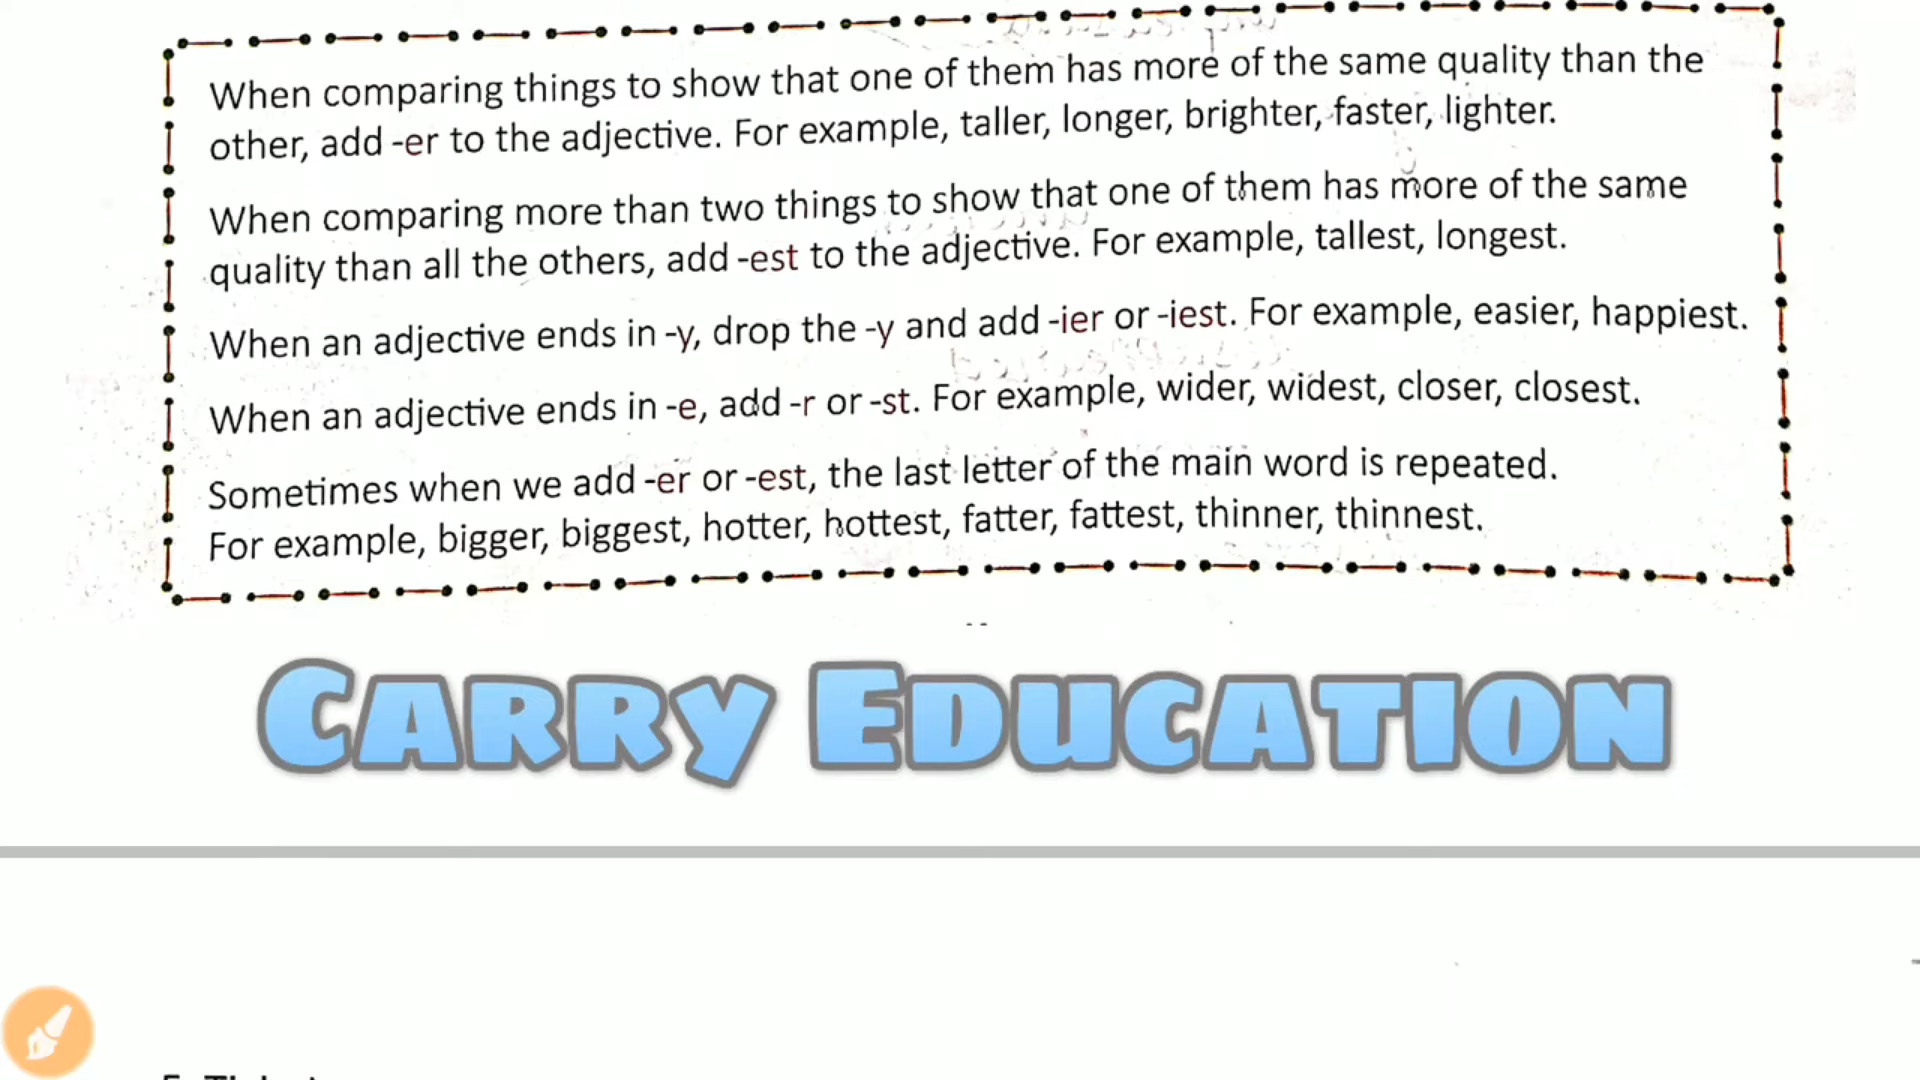 When comparing things to show that one of them has more of the same quality than the
other, add -er to the adjective. For example, taller, longer, brighter, faster, lighter.
When comparing more than two things to show that one of them has more of the same
quality than all the others, add -est to the adjective. For example, tallest, longest.
When an adjective ends in -y, drop the -y and add -ier or -iest. For example, easier, happiest.
When an adjective ends in -e, add -r or -st. For example, wider, widest, closer, closest.
Sometimes when we add -er or -est, the last letter of the main word is repeated.
For example, bigger, biggest, hotter, hottest, fatter, fattest, thinner, thinnest.
CARRY EDUCATION